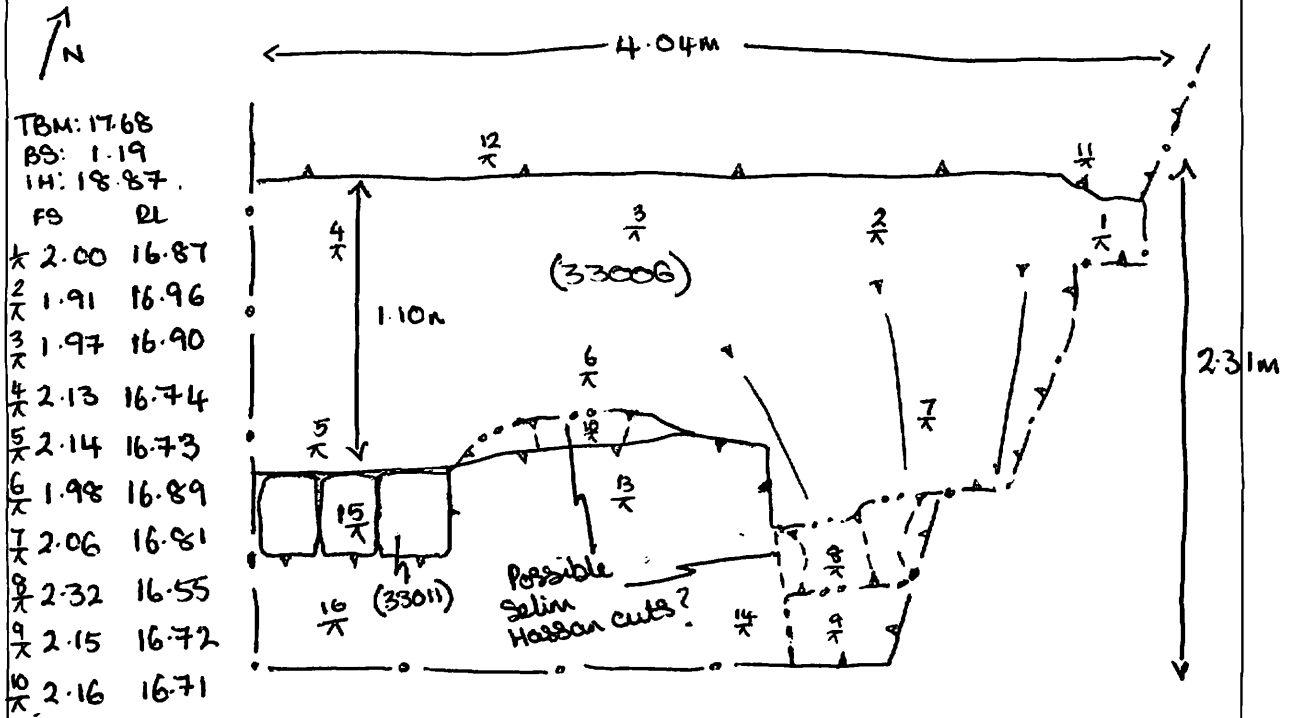 N
4.04m
TBM: 17.68
BS: 1.19
IH: 18.87.
FS RL
1/⊼ 2.00 16.87
2/⊼ 1.91 16.96
3/⊼ 1.97 16.90
4/⊼ 2.13 16.74
5/⊼ 2.14 16.73
6/⊼ 1.98 16.89
7/⊼ 2.06 16.81
8/⊼ 2.32 16.55
9/⊼ 2.15 16.72
10/⊼ 2.16 16.71
12/⊼
11/⊼
4/⊼
3/⊼
2/⊼
1/⊼
(33006)
1.10m
2.31m
6/⊼
7/⊼
5/⊼
10/⊼
13/⊼
15/⊼
8/⊼
(33011)
16/⊼
14/⊼
9/⊼
Possible
Selim
Hassan cuts?